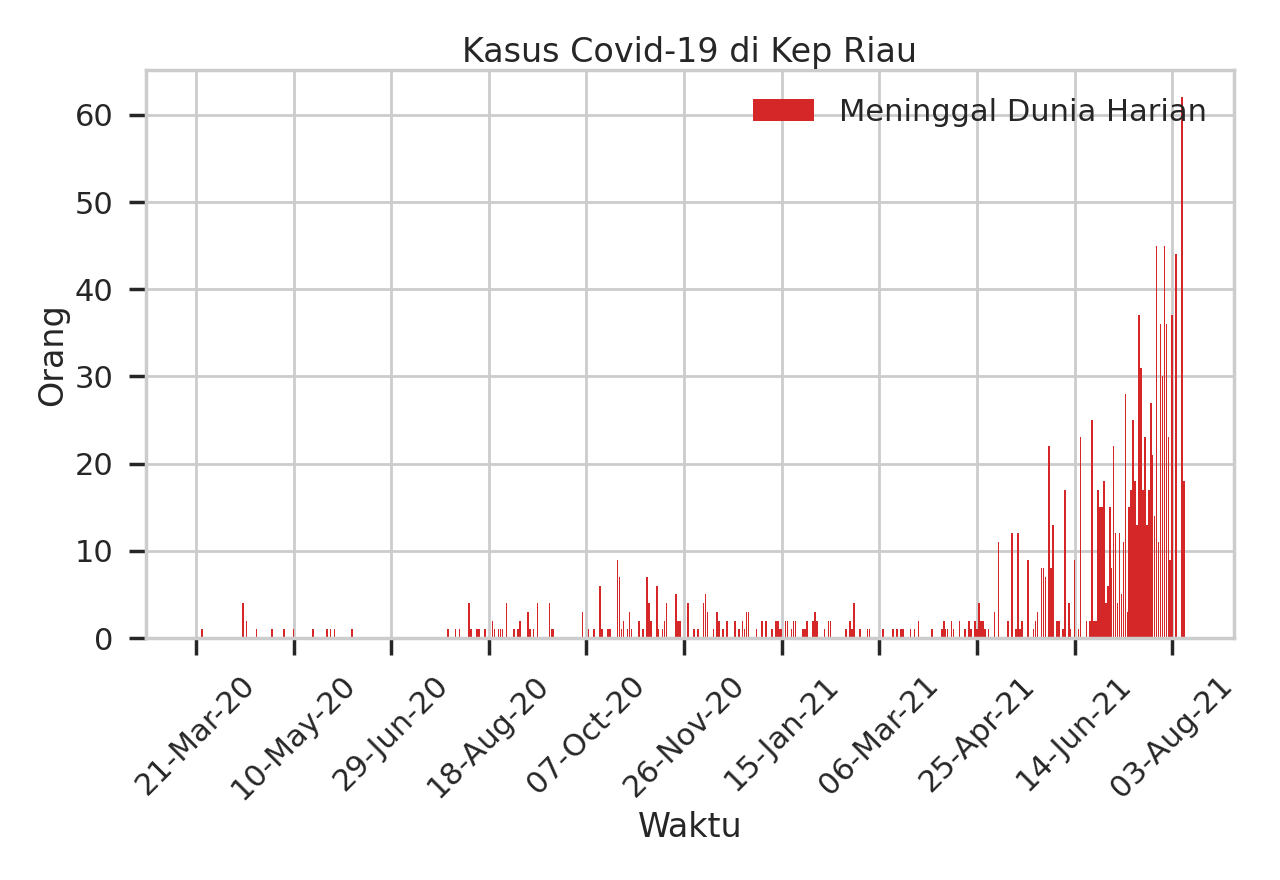 Kasus Covid-19 di Kep Riau
Meninggal Dunia Harian
60
50
40
30
20
10
0
Orang
21-Mar-20
10-May-20
29-Jun-20
18-Aug-20
07-Oct-20
26-Nov-20
15-Jan-21
06-Mar-21
25-Apr-21
14-Jun-21
03-Aug-21
Waktu